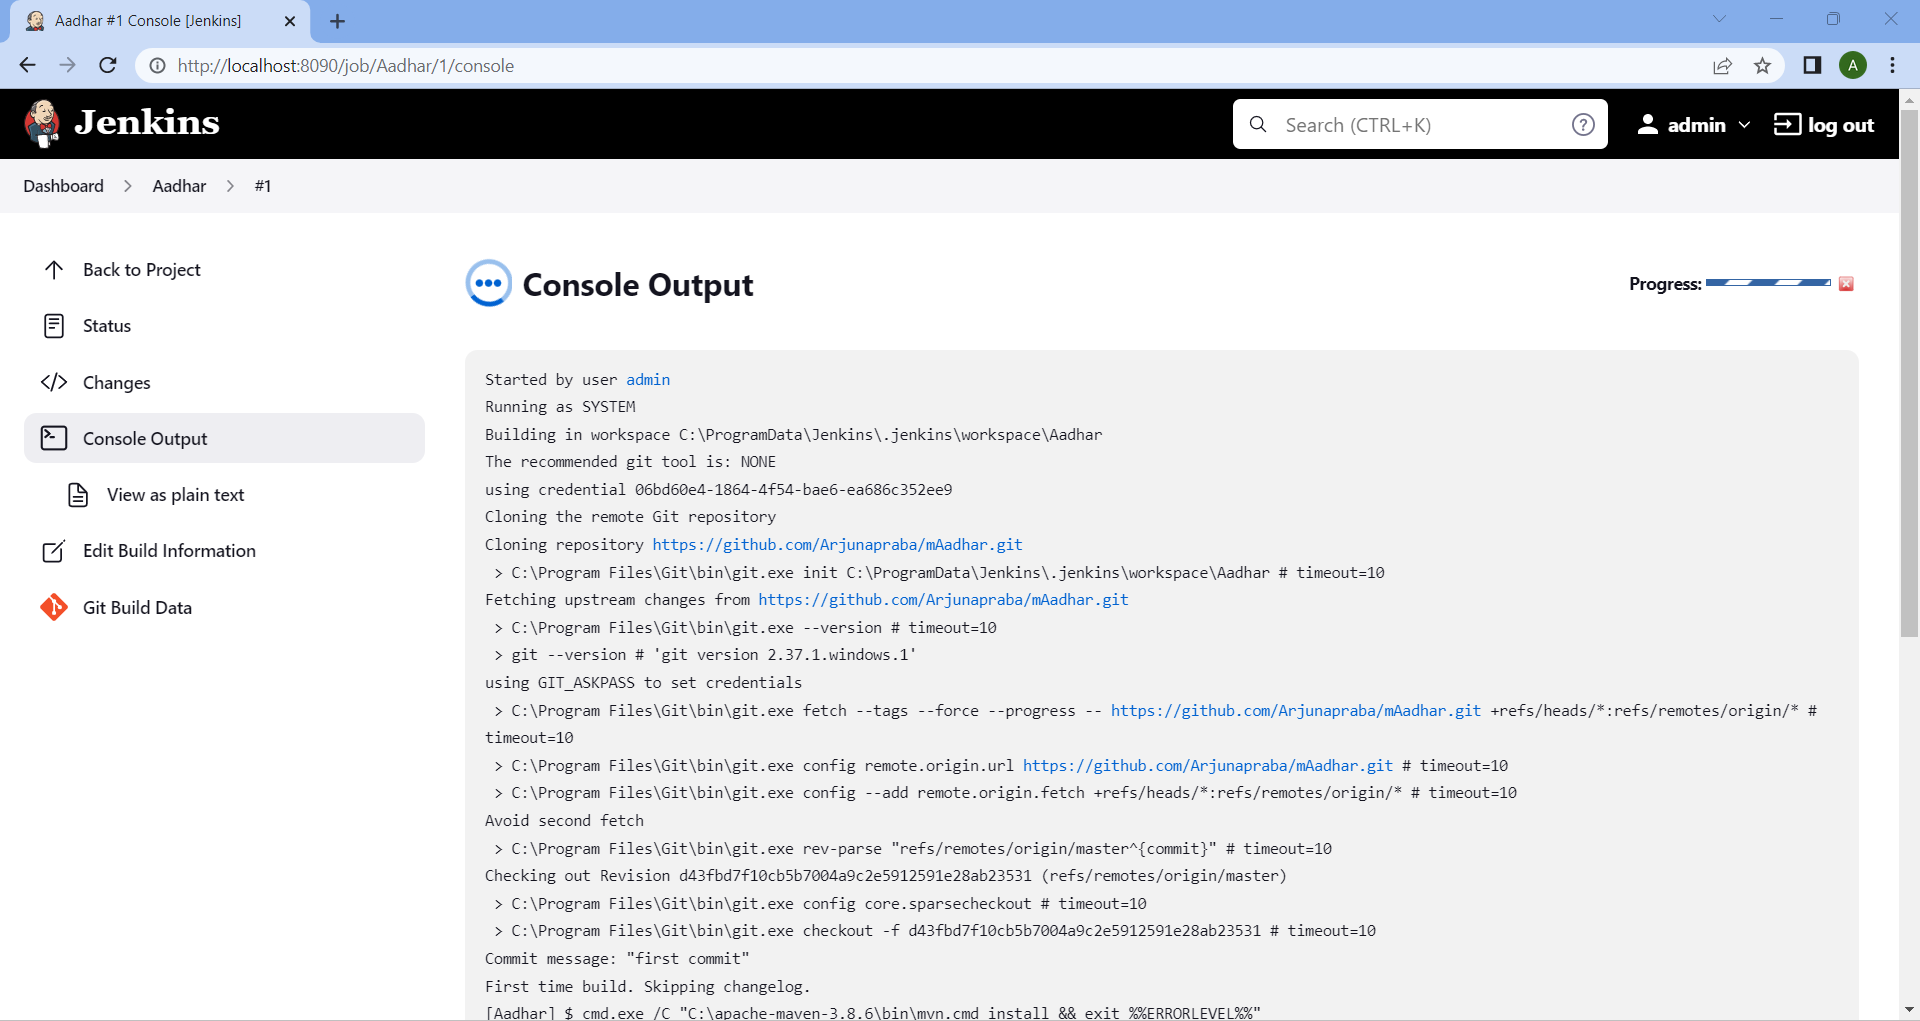 Aadhar #1 Console [Jenkins]
http://localhost:8090/job/Aadhar/1/console
A
Jenkins
Search (CTRL+K)
?
admin
log out
Dashboard > Aadhar > #1
Back to Project
Status
Changes
Console Output
View as plain text
Edit Build Information
Git Build Data
Console Output
Progress:
Started by user admin
Running as SYSTEM
Building in workspace C:\ProgramData\Jenkins\.jenkins\workspace\Aadhar
The recommended git tool is: NONE
using credential 06bd60e4-1864-4f54-bae6-ea686c352ee9
Cloning the remote Git repository
Cloning repository https://github.com/Arjunapraba/mAadhar.git
 > C:\Program Files\Git\bin\git.exe init C:\ProgramData\Jenkins\.jenkins\workspace\Aadhar # timeout=10
Fetching upstream changes from https://github.com/Arjunapraba/mAadhar.git
 > C:\Program Files\Git\bin\git.exe --version # timeout=10
 > git --version # 'git version 2.37.1.windows.1'
using GIT_ASKPASS to set credentials
 > C:\Program Files\Git\bin\git.exe fetch --tags --force --progress -- https://github.com/Arjunapraba/mAadhar.git +refs/heads/*:refs/remotes/origin/* #
timeout=10
 > C:\Program Files\Git\bin\git.exe config remote.origin.url https://github.com/Arjunapraba/mAadhar.git # timeout=10
 > C:\Program Files\Git\bin\git.exe config --add remote.origin.fetch +refs/heads/*:refs/remotes/origin/* # timeout=10
Avoid second fetch
 > C:\Program Files\Git\bin\git.exe rev-parse "refs/remotes/origin/master^{commit}" # timeout=10
Checking out Revision d43fbd7f10cb5b7004a9c2e5912591e28ab23531 (refs/remotes/origin/master)
 > C:\Program Files\Git\bin\git.exe config core.sparsecheckout # timeout=10
 > C:\Program Files\Git\bin\git.exe checkout -f d43fbd7f10cb5b7004a9c2e5912591e28ab23531 # timeout=10
Commit message: "first commit"
First time build. Skipping changelog.
[Aadhar] $ cmd.exe /C "C:\apache-maven-3.8.6\bin\mvn.cmd install && exit %%ERRORLEVEL%%"